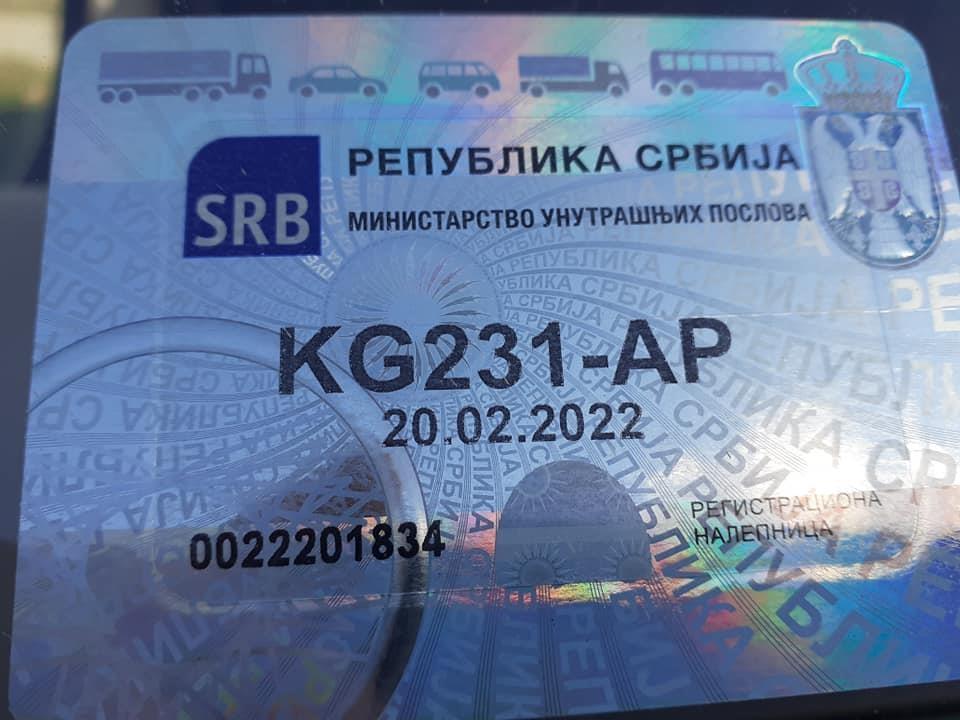 РЕПУБЛИКА СРБИЈА
SRB
МИНИСТАРСТВО УНУТРАШЊИХ ПОСЛОВА
KG231-AP
20.02.2022
РЕГИСТРАЦИОНА
НАЛЕПНИЦА
0022201834